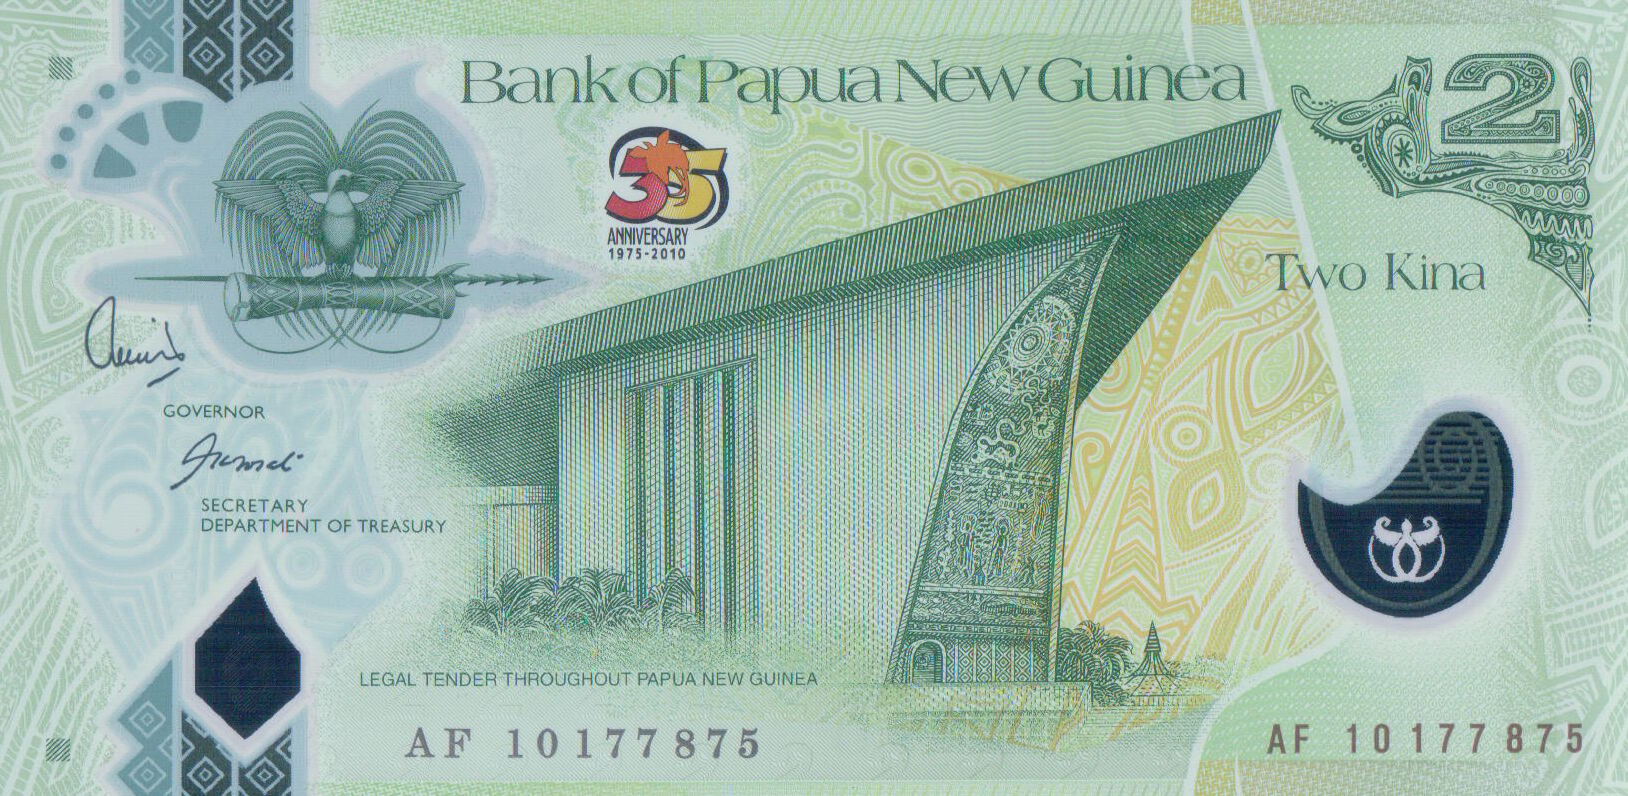 Bank of Papua New Guinea
2
35
ANNIVERSARY
1975-2010
Two Kina
GOVERNOR
SECRETARY
DEPARTMENT OF TREASURY
LEGAL TENDER THROUGHOUT PAPUA NEW GUINEA
AF 10177875
AF 10177875